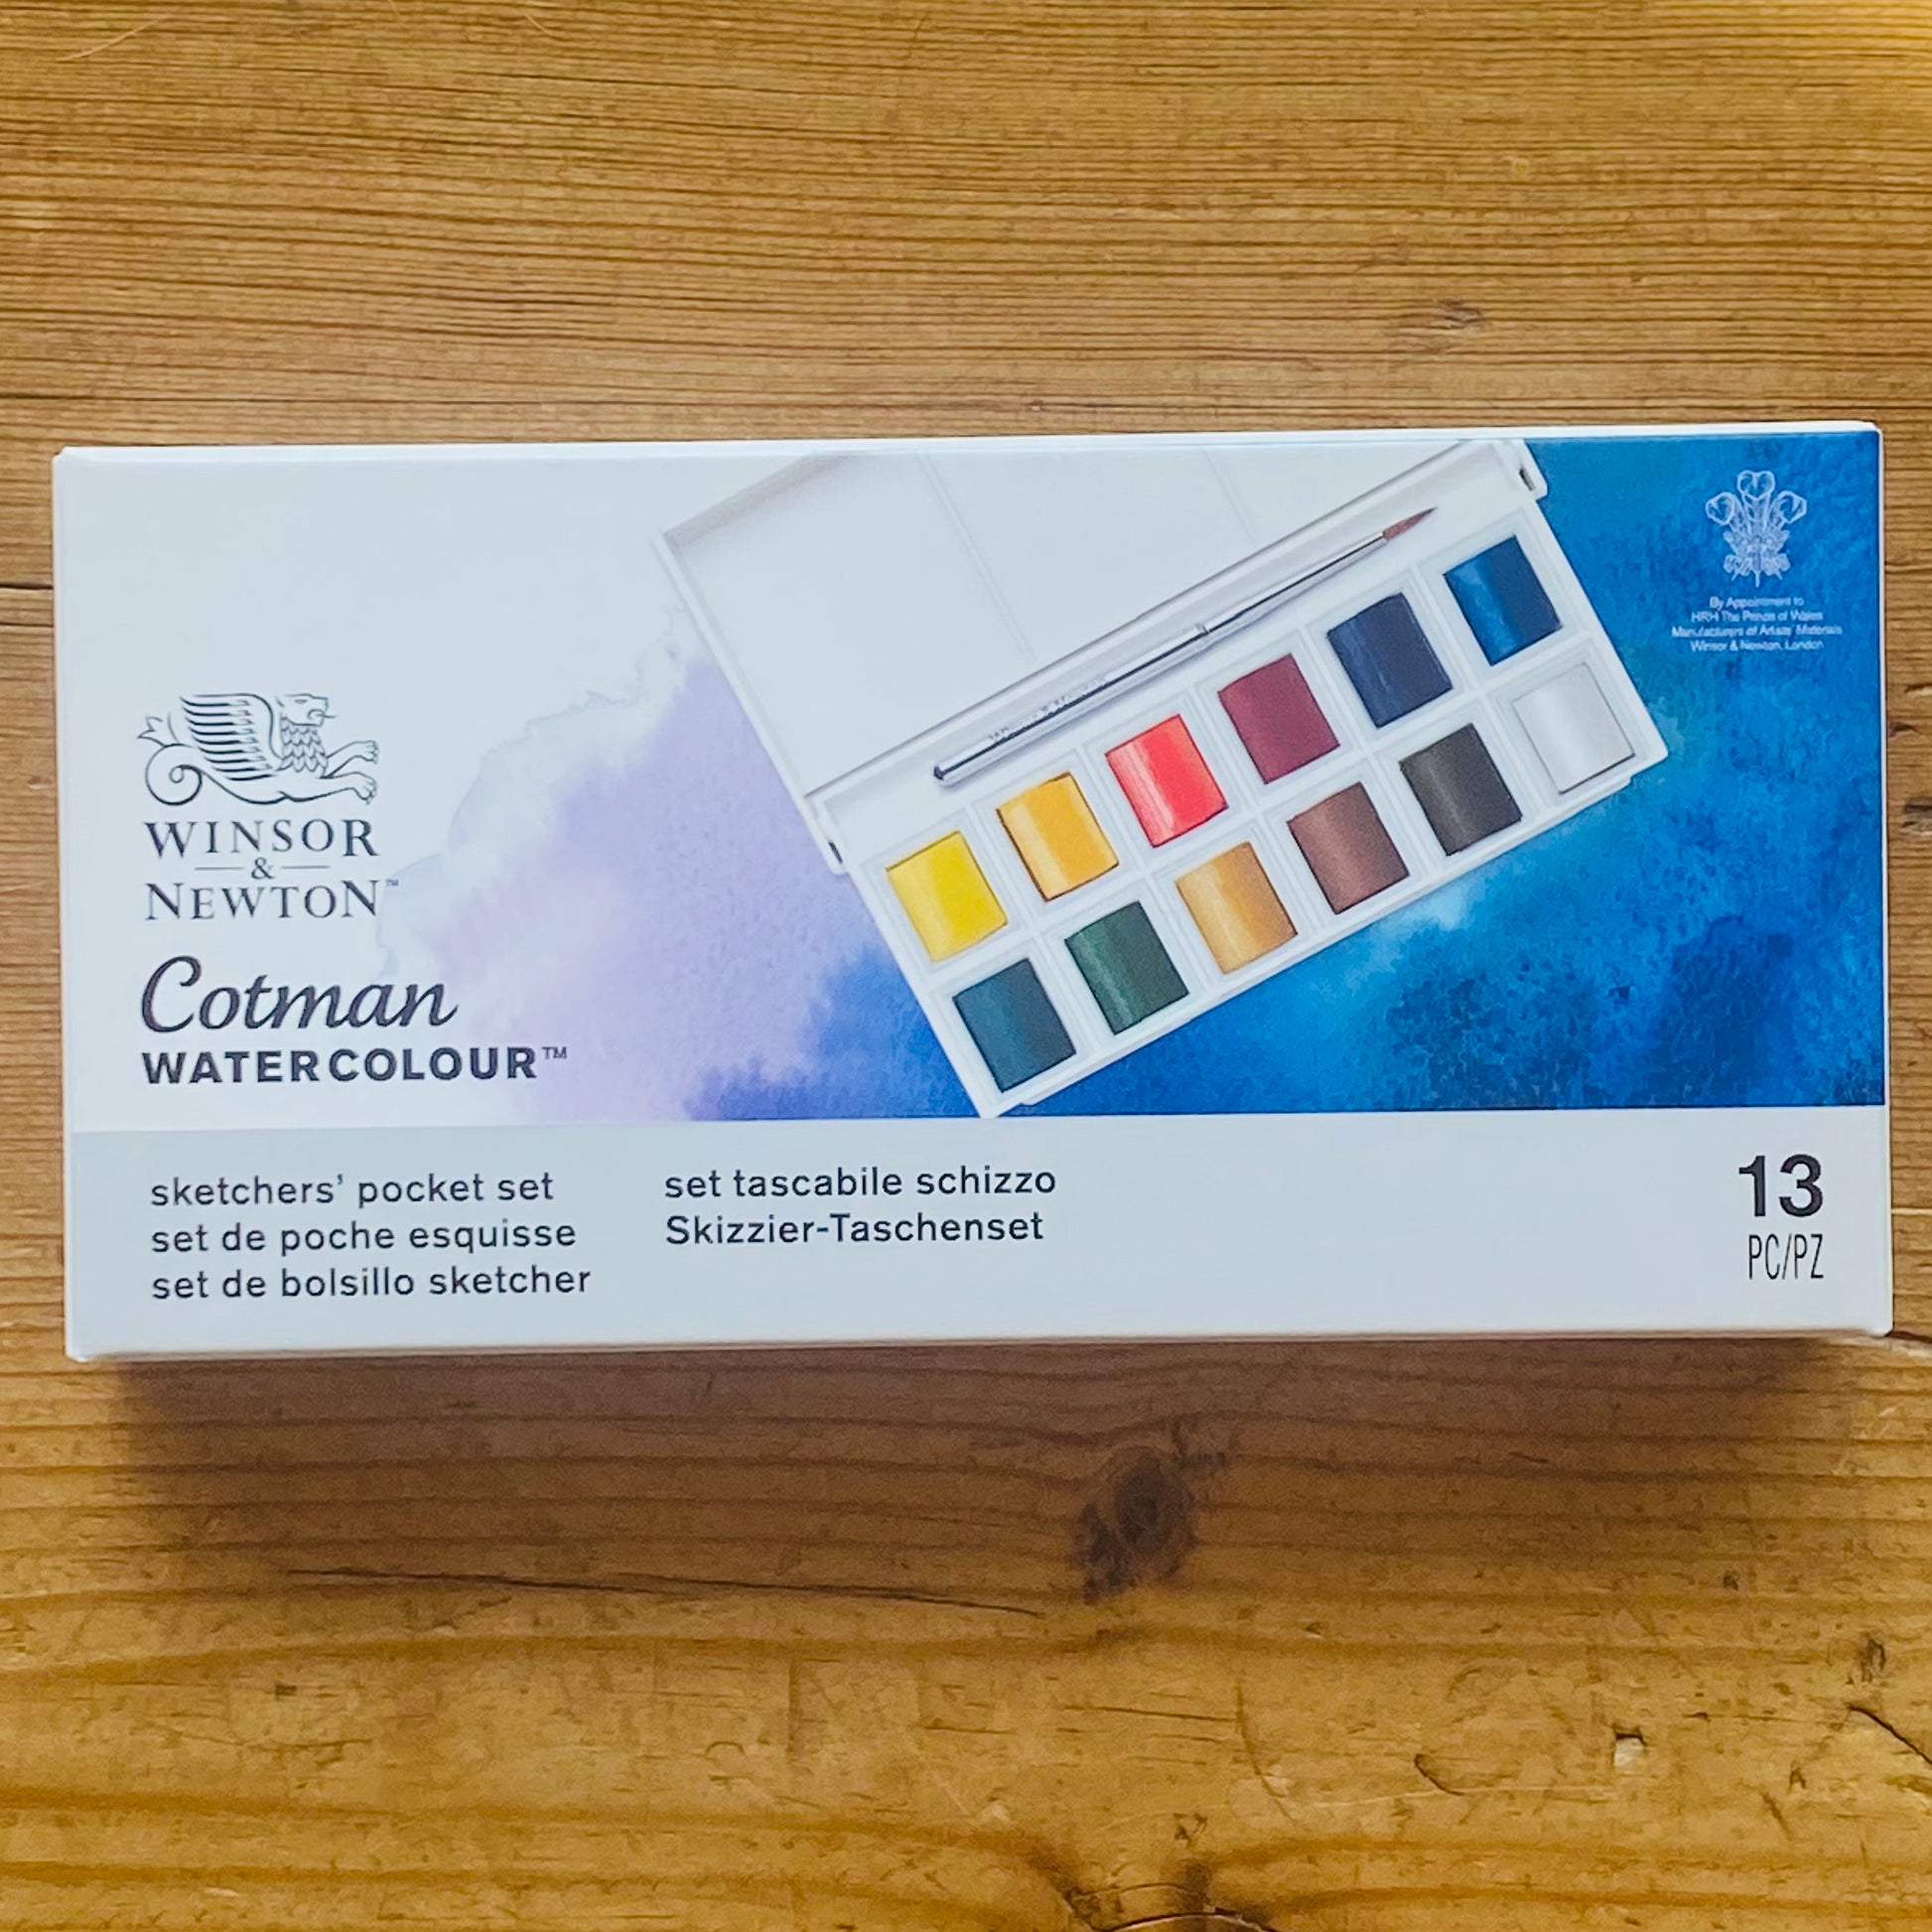 WINSOR
&
NEWTON™
Cotman
WATERCOLOUR™
By Appointment to
HRH The Prince of Wales
Manufacturers of Artists' Materials
Winsor & Newton, London
sketchers' pocket set
set de poche esquisse
set de bolsillo sketcher
set tascabile schizzo
Skizzier-Taschenset
13
PC/PZ